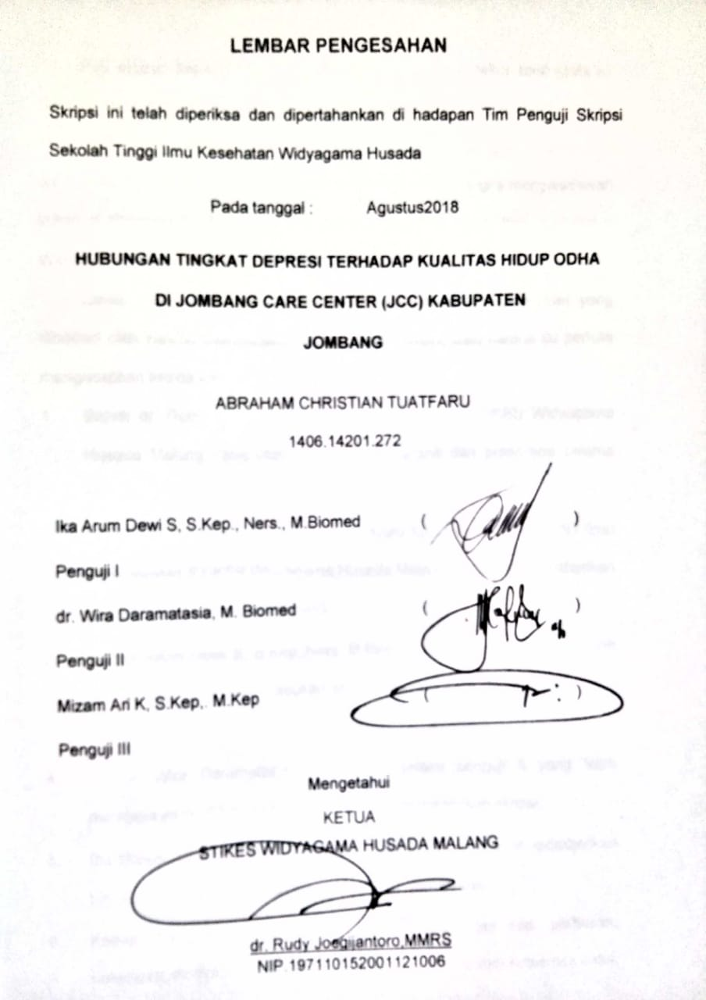 LEMBAR PENGESAHAN
Skripsi ini telah diperiksa dan dipertahankan di hadapan Tim Penguji Skripsi
Sekolah Tinggi Ilmu Kesehatan Widyagama Husada
Pada tanggal : Agustus2018
HUBUNGAN TINGKAT DEPRESI TERHADAP KUALITAS HIDUP ODHA
DI JOMBANG CARE CENTER (JCC) KABUPATEN
JOMBANG
ABRAHAM CHRISTIAN TUATFARU
1406.14201.272
Ika Arum Dewi S, S.Kep., Ners., M.Biomed ( )
Penguji I
dr. Wira Daramatasia, M. Biomed ( )
Penguji II
Mizam Ari K, S.Kep,. M.Kep ( )
Penguji III
Mengetahui
KETUA
STIKES WIDYAGAMA HUSADA MALANG
dr. Rudy Joegijantoro,MMRS
NIP.197110152001121006